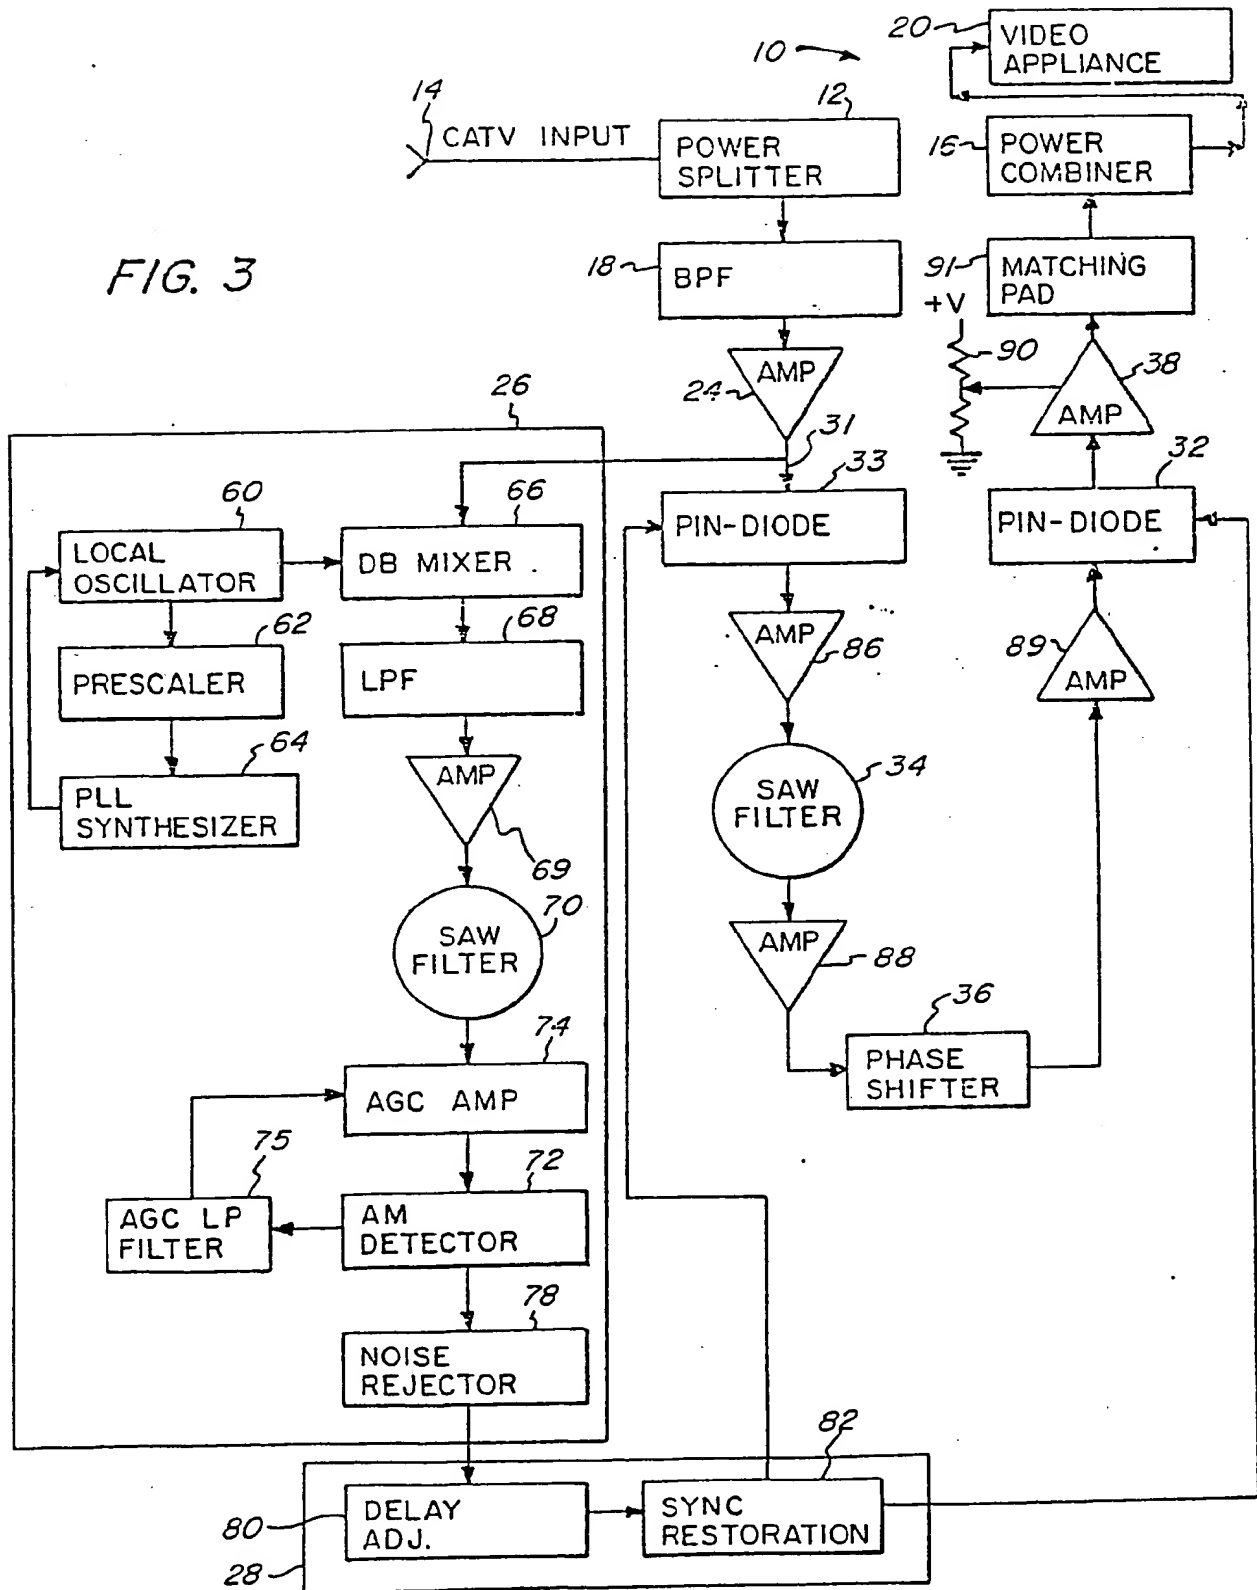 20
VIDEO
APPLIANCE
10
14
CATV INPUT
12
POWER
SPLITTER
16
POWER
COMBINER
FIG. 3
18
BPF
91
MATCHING
PAD
+V
90
AMP
24
38
AMP
26
31
33
PIN-DIODE
32
PIN-DIODE
60
LOCAL
OSCILLATOR
66
DB MIXER
62
PRESCALER
68
LPF
AMP
86
89
AMP
64
PLL
SYNTHESIZER
AMP
69
SAW
FILTER
34
70
SAW
FILTER
AMP
88
36
PHASE
SHIFTER
74
AGC AMP
75
AGC LP
FILTER
72
AM
DETECTOR
78
NOISE
REJECTOR
82
80
DELAY
ADJ.
SYNC
RESTORATION
28